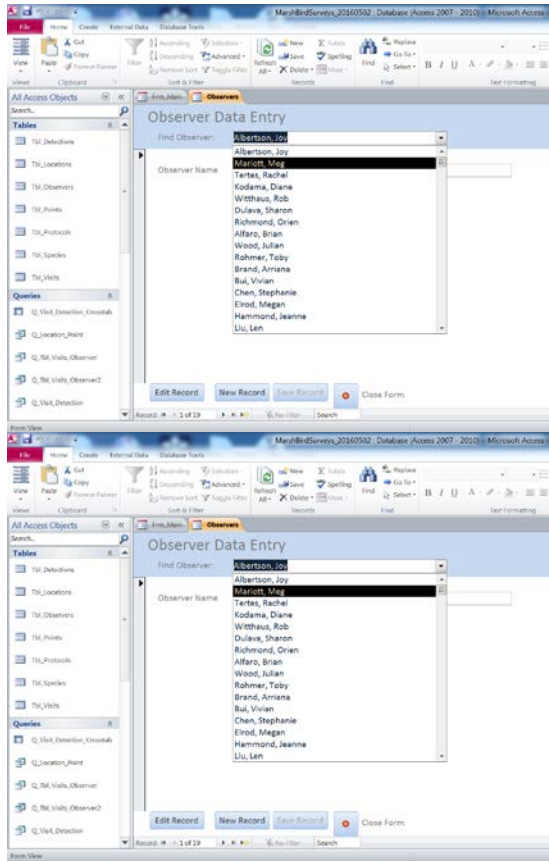 MarshBirdSurveys_20160502 : Database (Access 2007 - 2010) - Microsoft Access
File Home Create External Data Database Tools
View Paste Cut Copy Format Painter Filter Ascending Descending Remove Sort Selection Advanced Toggle Filter Refresh All New Save Delete Totals Spelling More Find Replace Go To Select B I U A
Views Clipboard Sort & Filter Records Find Text Formatting
All Access Objects Observers
Search..
Observer Data Entry
Tables
Find Observer: Albertson, Joy
Tbl_Detections
Albertson, Joy
Marlott, Meg
Tbl_Locations
Observer Name
Tertes, Rachel
Kodama, Diane
Tbl_Observers
Witthaus, Rob
Dulava, Sharon
Tbl_Points
Richmond, Orien
Alfaro, Brian
Tbl_Protocols
Wood, Julian
Rohmer, Toby
Tbl_Species
Brand, Arriana
Tbl_Visits
Bui, Vivian
Queries
Chen, Stephanie
Elrod, Megan
Q_Visit_Detection_Crosstab
Hammond, Jeanne
Liu, Len
Q_Location_Point
Q_Tbl_Visits_Observer
Q_Tbl_Visits_Observer2
Edit Record New Record Save Record Close Form
Q_Visit_Detection
Record: 1 of 19 No Filter Search
Form View
MarshBirdSurveys_20160502 : Database (Access 2007 - 2010) - Microsoft Access
File Home Create External Data Database Tools
View Paste Cut Copy Format Painter Filter Ascending Descending Remove Sort Selection Advanced Toggle Filter Refresh All New Save Delete Totals Spelling More Find Replace Go To Select B I U A
Views Clipboard Sort & Filter Records Find Text Formatting
All Access Objects Observers
Search..
Observer Data Entry
Tables
Find Observer: Albertson, Joy
Tbl_Detections
Albertson, Joy
Marlott, Meg
Tbl_Locations
Observer Name
Tertes, Rachel
Kodama, Diane
Tbl_Observers
Witthaus, Rob
Dulava, Sharon
Tbl_Points
Richmond, Orien
Alfaro, Brian
Tbl_Protocols
Wood, Julian
Rohmer, Toby
Tbl_Species
Brand, Arriana
Tbl_Visits
Bui, Vivian
Queries
Chen, Stephanie
Elrod, Megan
Q_Visit_Detection_Crosstab
Hammond, Jeanne
Liu, Len
Q_Location_Point
Q_Tbl_Visits_Observer
Q_Tbl_Visits_Observer2
Edit Record New Record Save Record Close Form
Q_Visit_Detection
Record: 1 of 19 No Filter Search
Form View